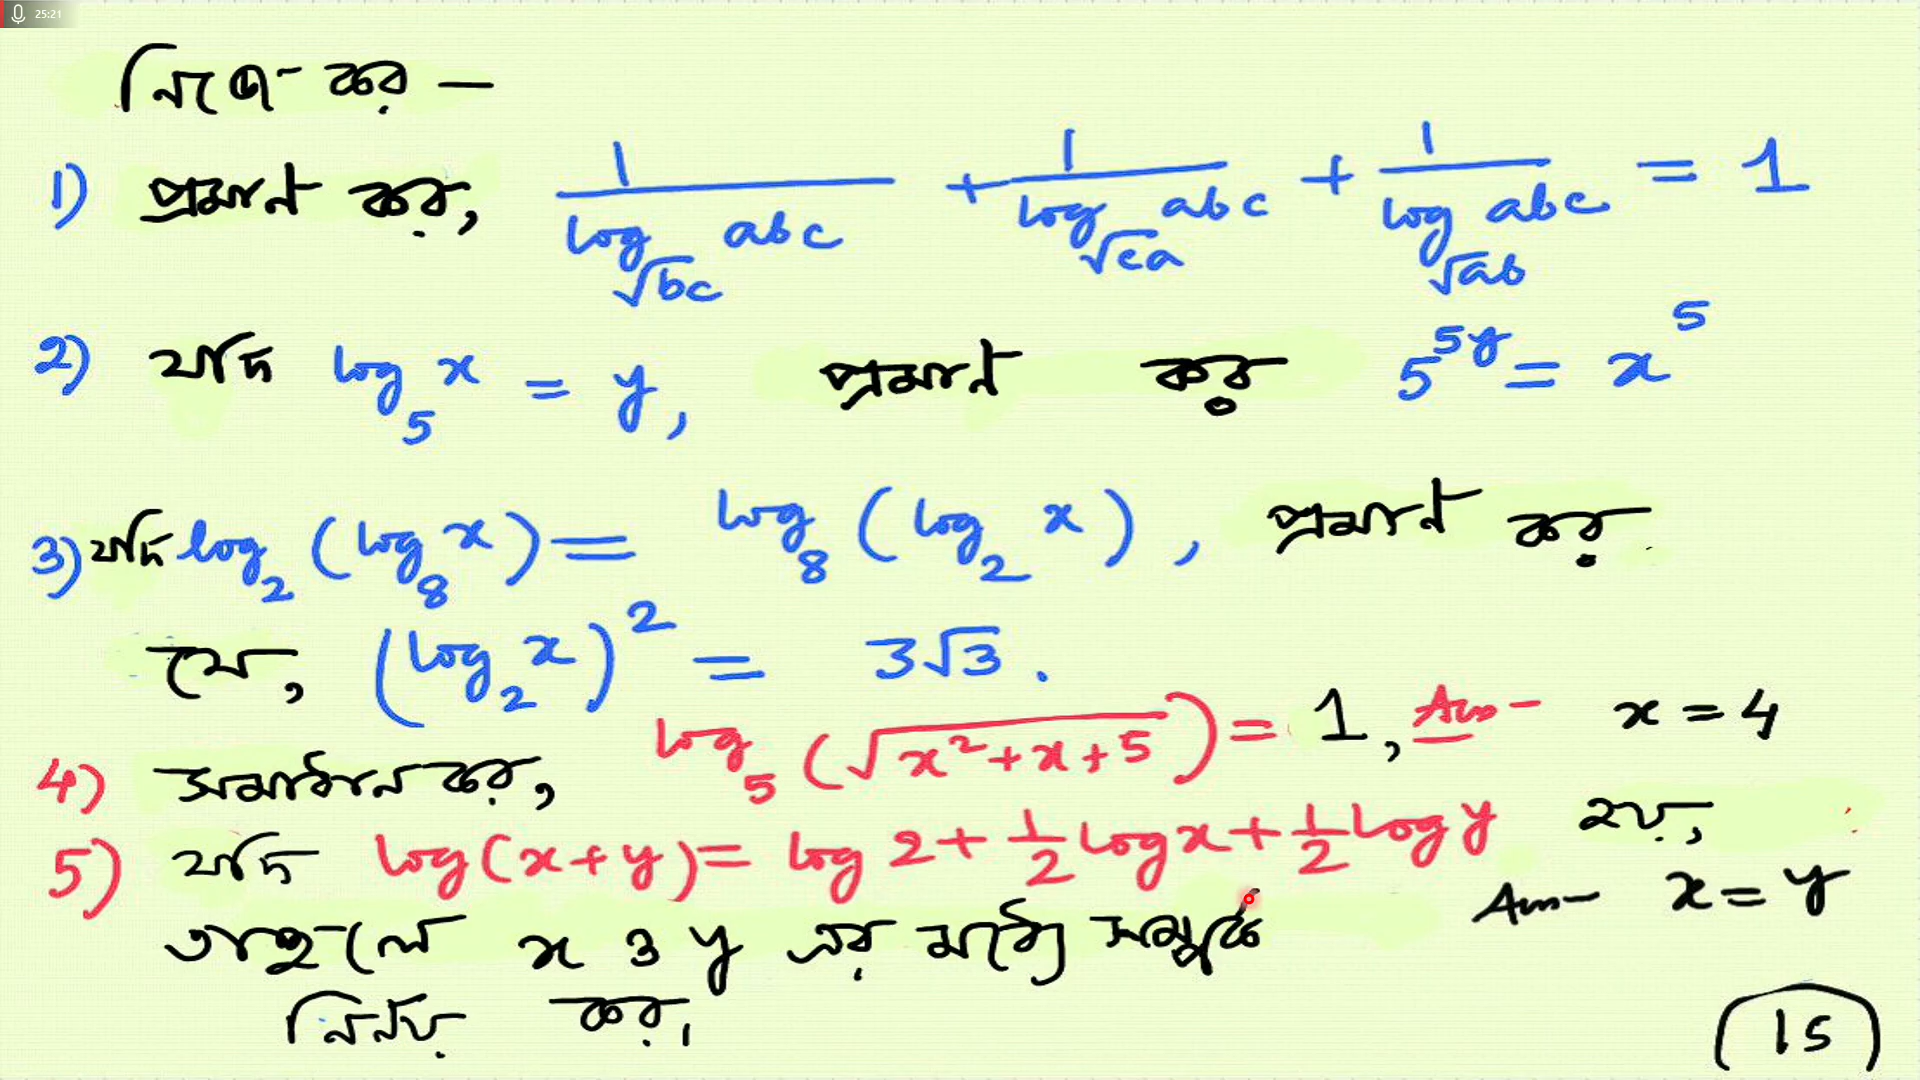 25:21
নিজে কর —
1) প্রমাণ কর, 1/(log_√bc abc) + 1/(log_√ca abc) + 1/(log_√ab abc) = 1
2) যদি log_5 x = y, প্রমাণ কর 5^5y = x^5
3) যদি log_2 (log_8 x) = log_8 (log_2 x), প্রমাণ কর
যে, (log_2 x)^2 = 3√3.
4) সমাধান কর, log_5 (√x^2+x+5) = 1, Ans - x = 4
5) যদি log(x+y) = log 2 + 1/2 log x + 1/2 log y হয়,
তাহলে x ও y এর মধ্যে সম্পর্ক Ans - x = y
নির্নয় কর।
15